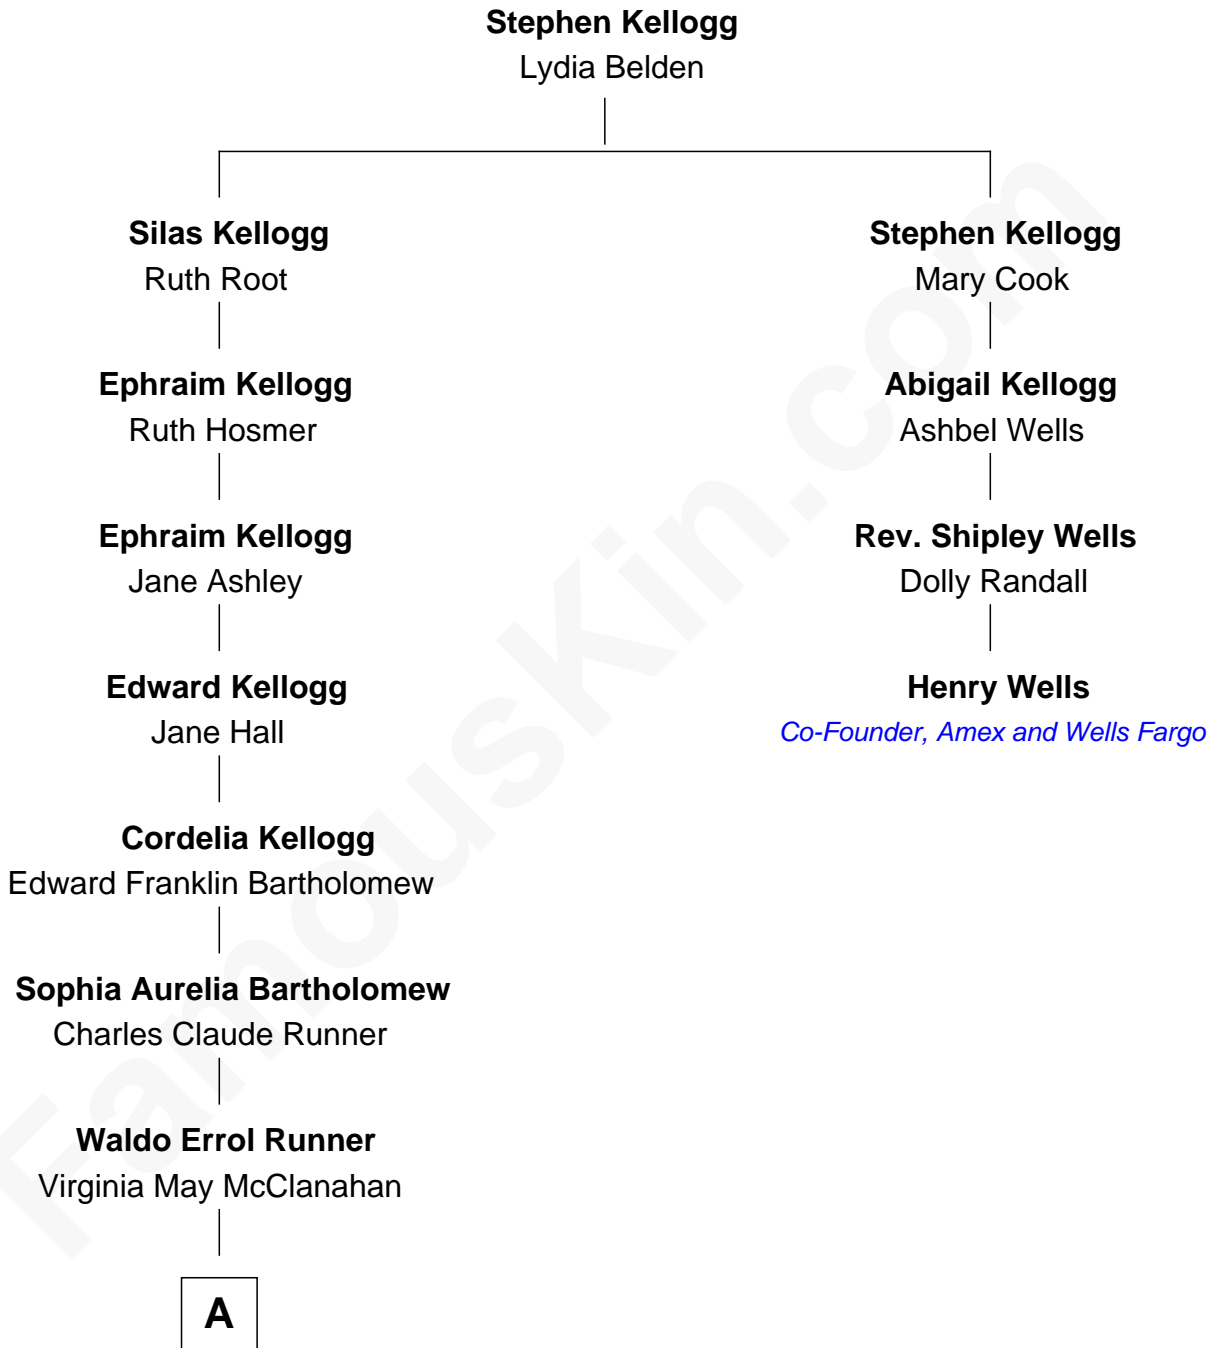 Stephen Kellogg
Lydia Belden
Silas Kellogg
Ruth Root
Stephen Kellogg
Mary Cook
Ephraim Kellogg
Ruth Hosmer
Abigail Kellogg
Ashbel Wells
Ephraim Kellogg
Jane Ashley
Rev. Shipley Wells
Dolly Randall
Edward Kellogg
Jane Hall
Henry Wells
Co-Founder, Amex and Wells Fargo
Cordelia Kellogg
Edward Franklin Bartholomew
Sophia Aurelia Bartholomew
Charles Claude Runner
Waldo Errol Runner
Virginia May McClanahan
A
FamousKin.com